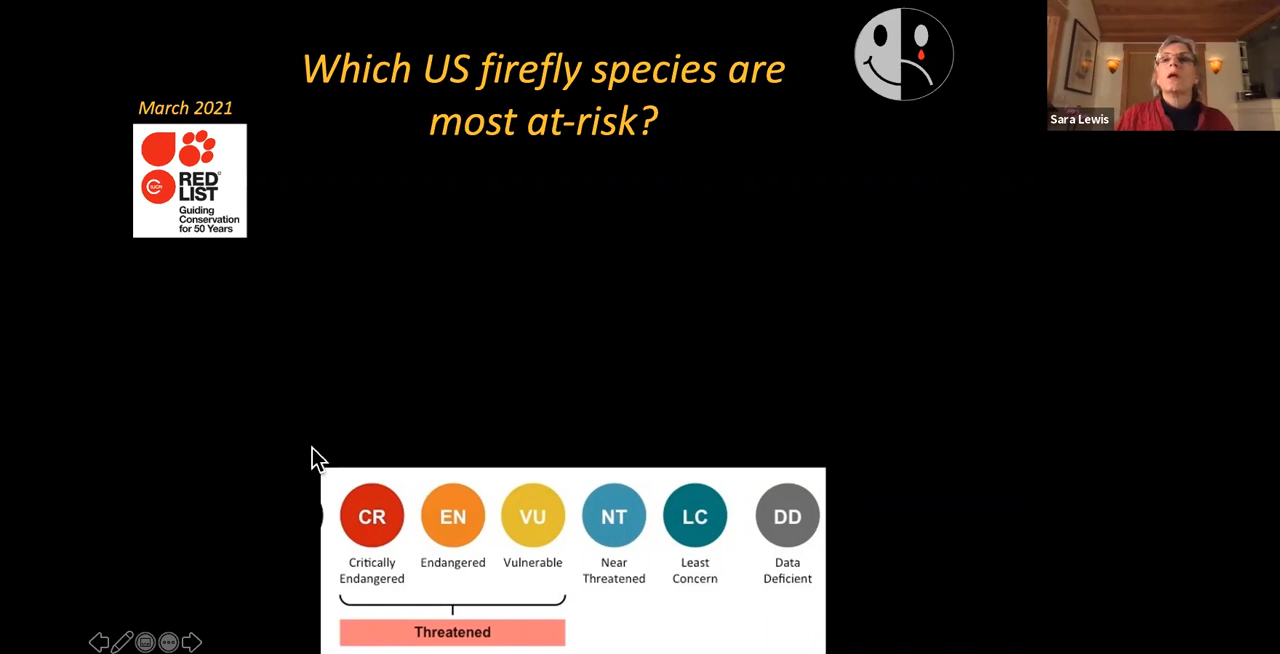 Which US firefly species are
most at-risk?
March 2021
RED
LIST
Guiding
Conservation
for 50 Years
IUCN
Sara Lewis
CR
EN
VU
NT
LC
DD
Critically
Endangered
Endangered
Vulnerable
Near
Threatened
Least
Concern
Data
Deficient
Threatened